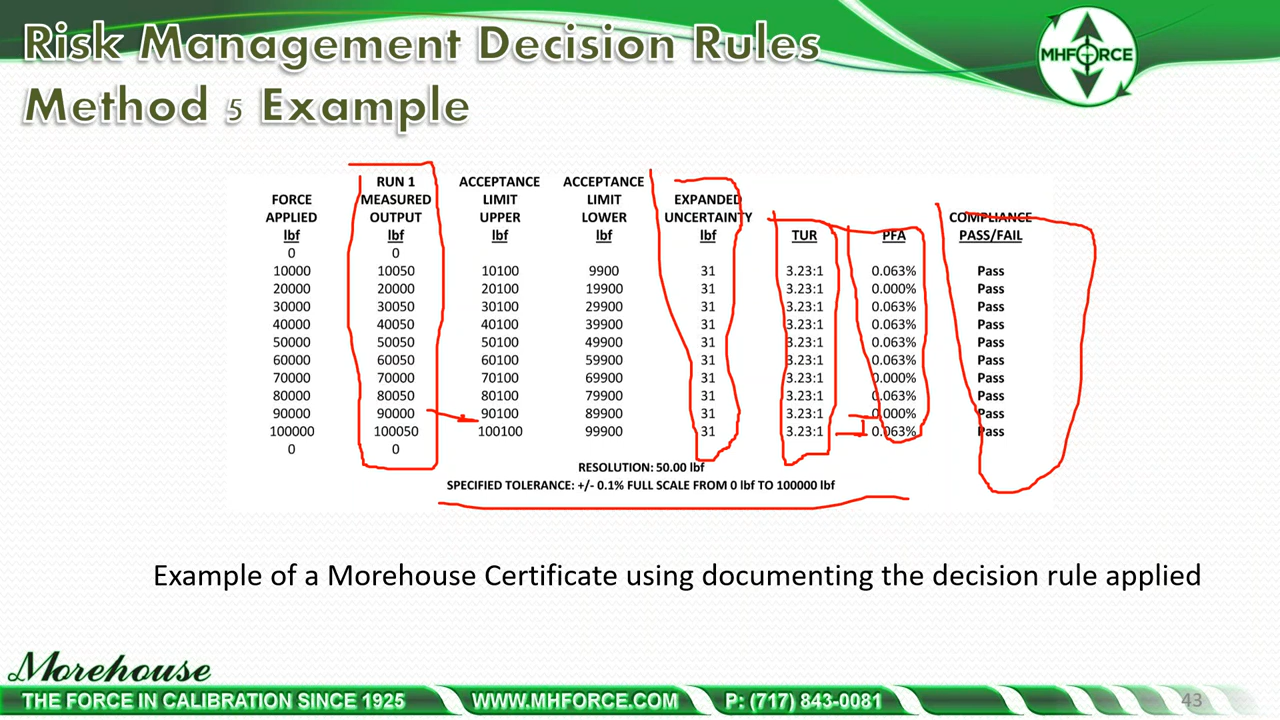 Risk Management Decision Rules
Method 5 Example
MHFORCE
RUN 1 ACCEPTANCE ACCEPTANCE
FORCE MEASURED LIMIT LIMIT EXPANDED
APPLIED OUTPUT UPPER LOWER UNCERTAINTY COMPLIANCE
lbf lbf lbf lbf lbf TUR PFA PASS/FAIL
0 0
10000 10050 10100 9900 31 3.23:1 0.063% Pass
20000 20000 20100 19900 31 3.23:1 0.000% Pass
30000 30050 30100 29900 31 3.23:1 0.063% Pass
40000 40050 40100 39900 31 3.23:1 0.063% Pass
50000 50050 50100 49900 31 3.23:1 0.063% Pass
60000 60050 60100 59900 31 3.23:1 0.063% Pass
70000 70000 70100 69900 31 3.23:1 0.000% Pass
80000 80050 80100 79900 31 3.23:1 0.063% Pass
90000 90000 90100 89900 31 3.23:1 0.000% Pass
100000 100050 100100 99900 31 3.23:1 0.063% Pass
0 0
RESOLUTION: 50.00 lbf
SPECIFIED TOLERANCE: +/- 0.1% FULL SCALE FROM 0 lbf TO 100000 lbf
Example of a Morehouse Certificate using documenting the decision rule applied
Morehouse
THE FORCE IN CALIBRATION SINCE 1925 WWW.MHFORCE.COM P: (717) 843-0081 43